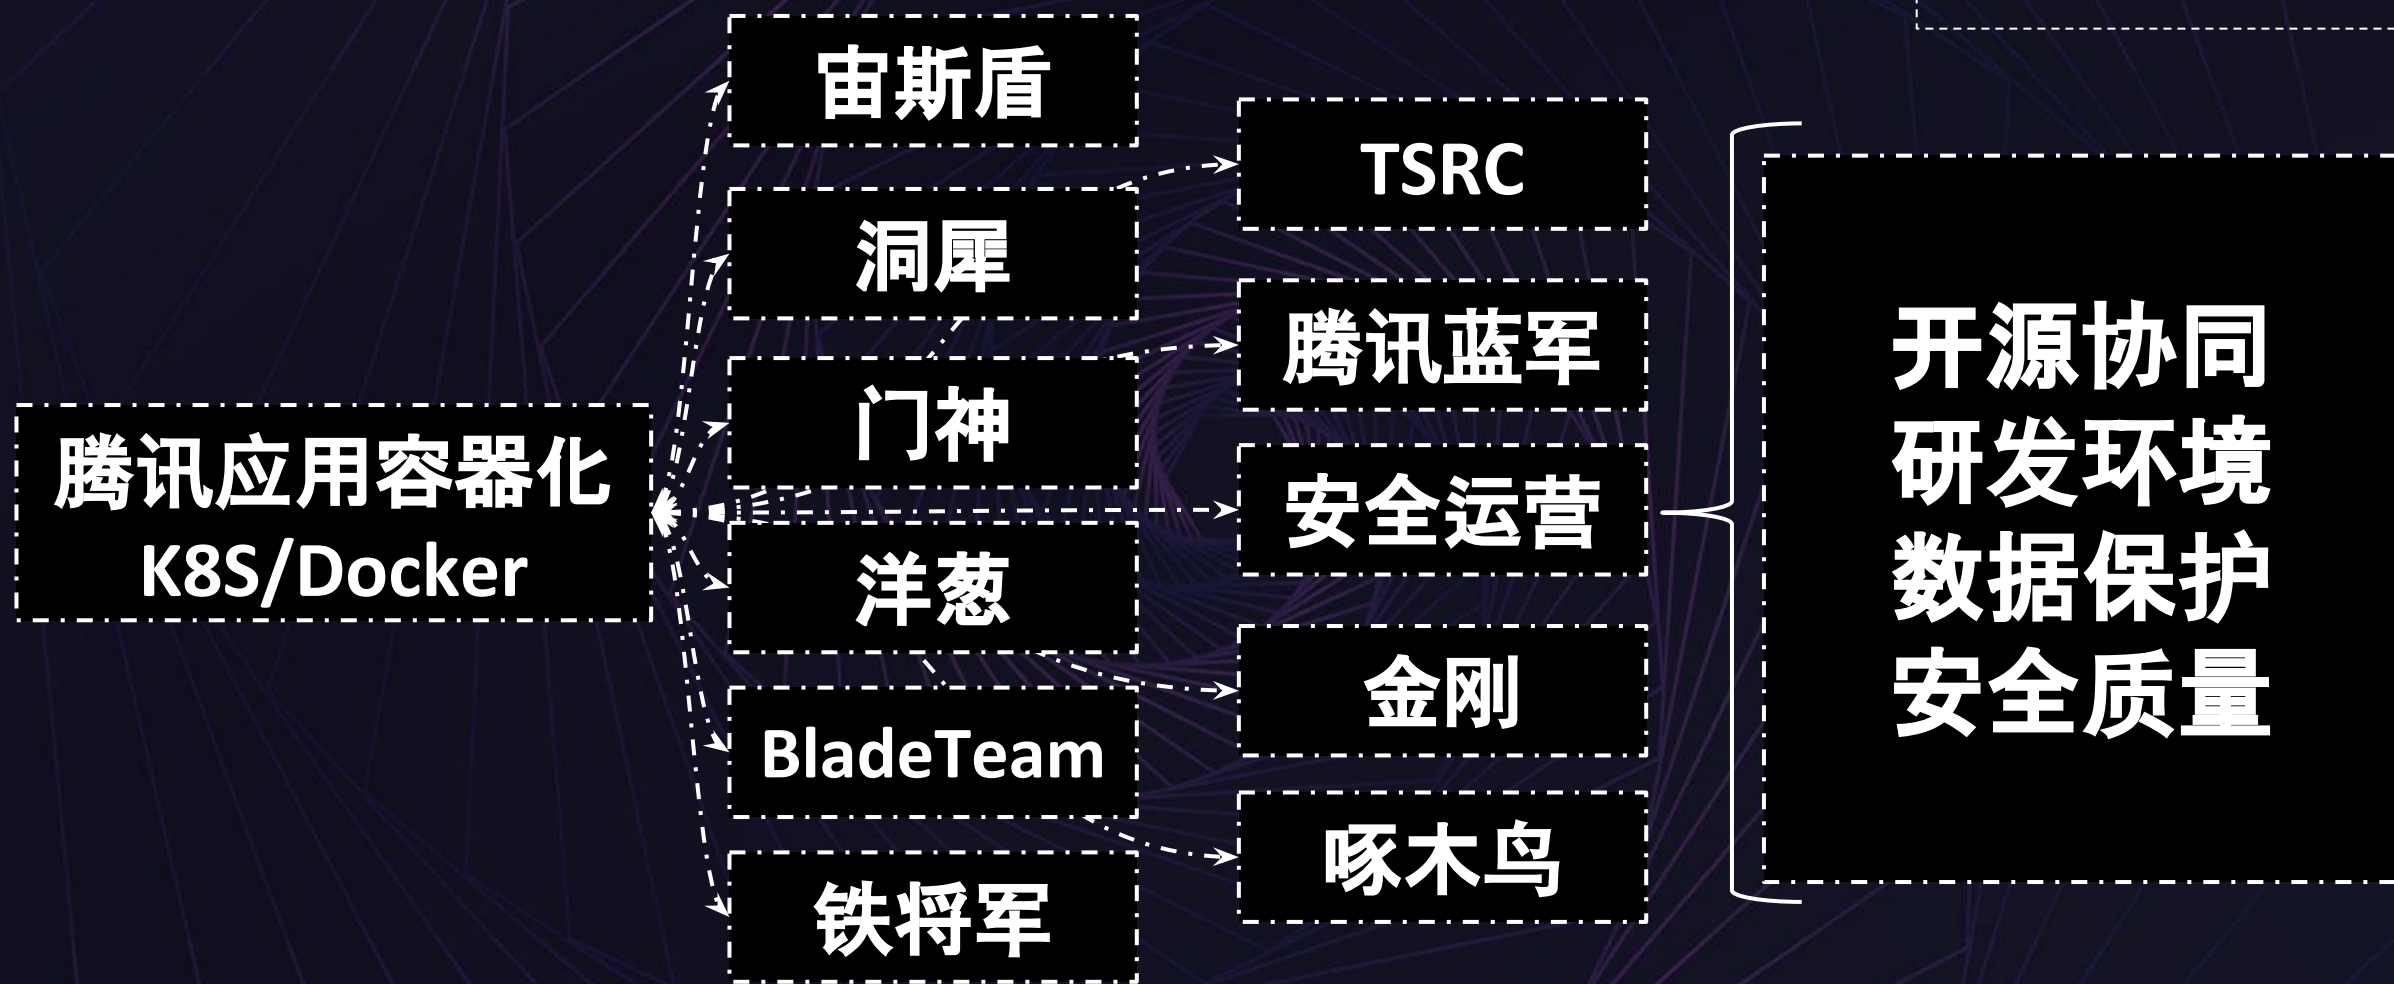 宙斯盾
洞犀
门神
洋葱
BladeTeam
铁将军
腾讯应用容器化
K8S/Docker
TSRC
腾讯蓝军
安全运营
金刚
啄木鸟
开源协同
研发环境
数据保护
安全质量